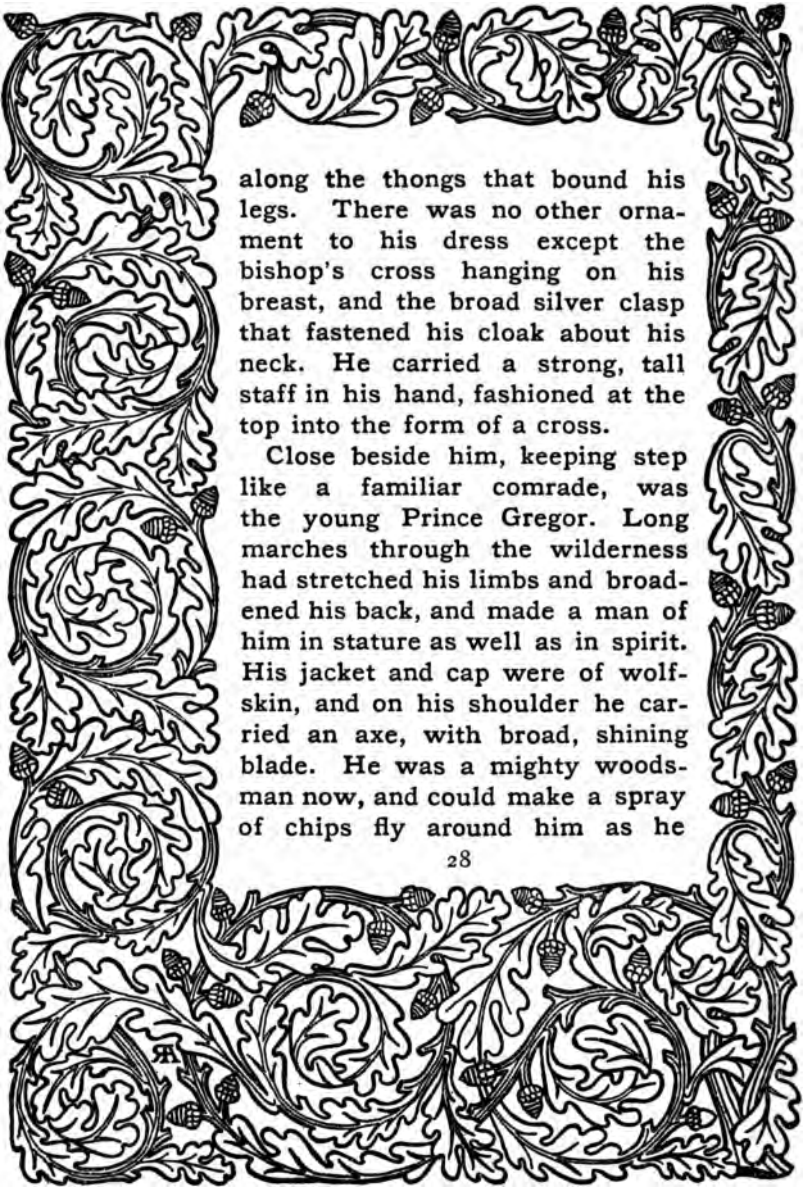 along the thongs that bound his
legs. There was no other orna-
ment to his dress except the
bishop's cross hanging on his
breast, and the broad silver clasp
that fastened his cloak about his
neck. He carried a strong, tall
staff in his hand, fashioned at the
top into the form of a cross.
Close beside him, keeping step
like a familiar comrade, was
the young Prince Gregor. Long
marches through the wilderness
had stretched his limbs and broad-
ened his back, and made a man of
him in stature as well as in spirit.
His jacket and cap were of wolf-
skin, and on his shoulder he car-
ried an axe, with broad, shining
blade. He was a mighty woods-
man now, and could make a spray
of chips fly around him as he
28